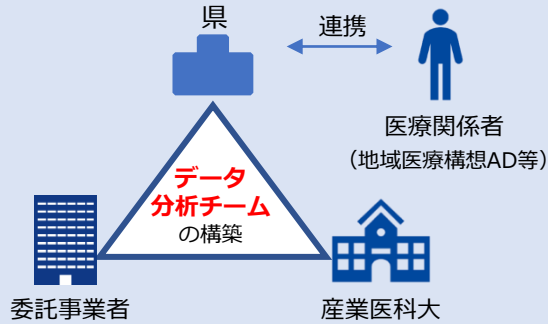 県
連携
医療関係者
（地域医療構想AD等）
データ
分析チーム
の構築
委託事業者
産業医科大